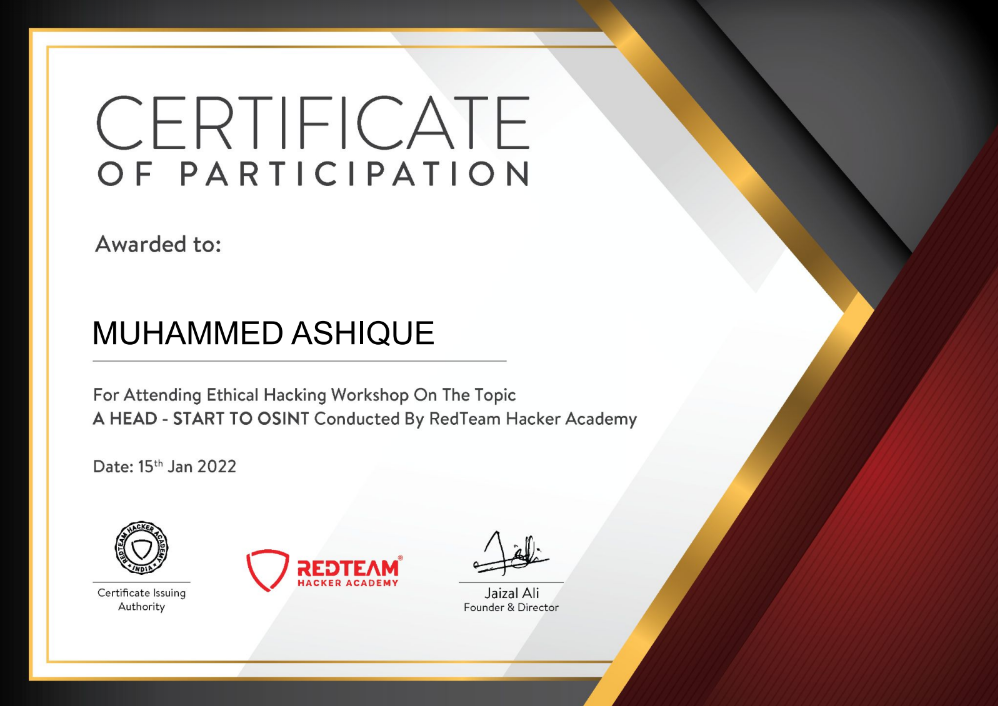 CERTIFICATE
OF PARTICIPATION
Awarded to:
MUHAMMED ASHIQUE
For Attending Ethical Hacking Workshop On The Topic
A HEAD - START TO OSINT Conducted By RedTeam Hacker Academy
Date: 15th Jan 2022
REDTEAM HACKER ACADEMY
• INDIA •
Certificate Issuing
Authority
REDTEAM®
HACKER ACADEMY
Jaizal Ali
Founder & Director